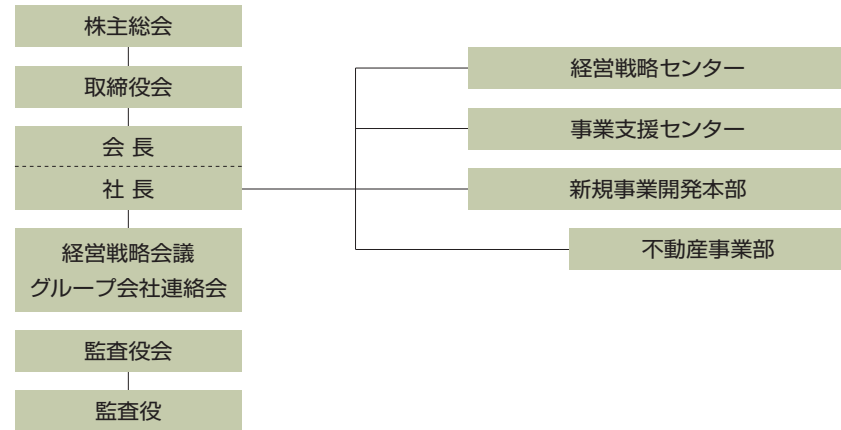 株主総会
取締役会
会 長
社 長
経営戦略会議
グループ会社連絡会
監査役会
監査役
経営戦略センター
事業支援センター
新規事業開発本部
不動産事業部